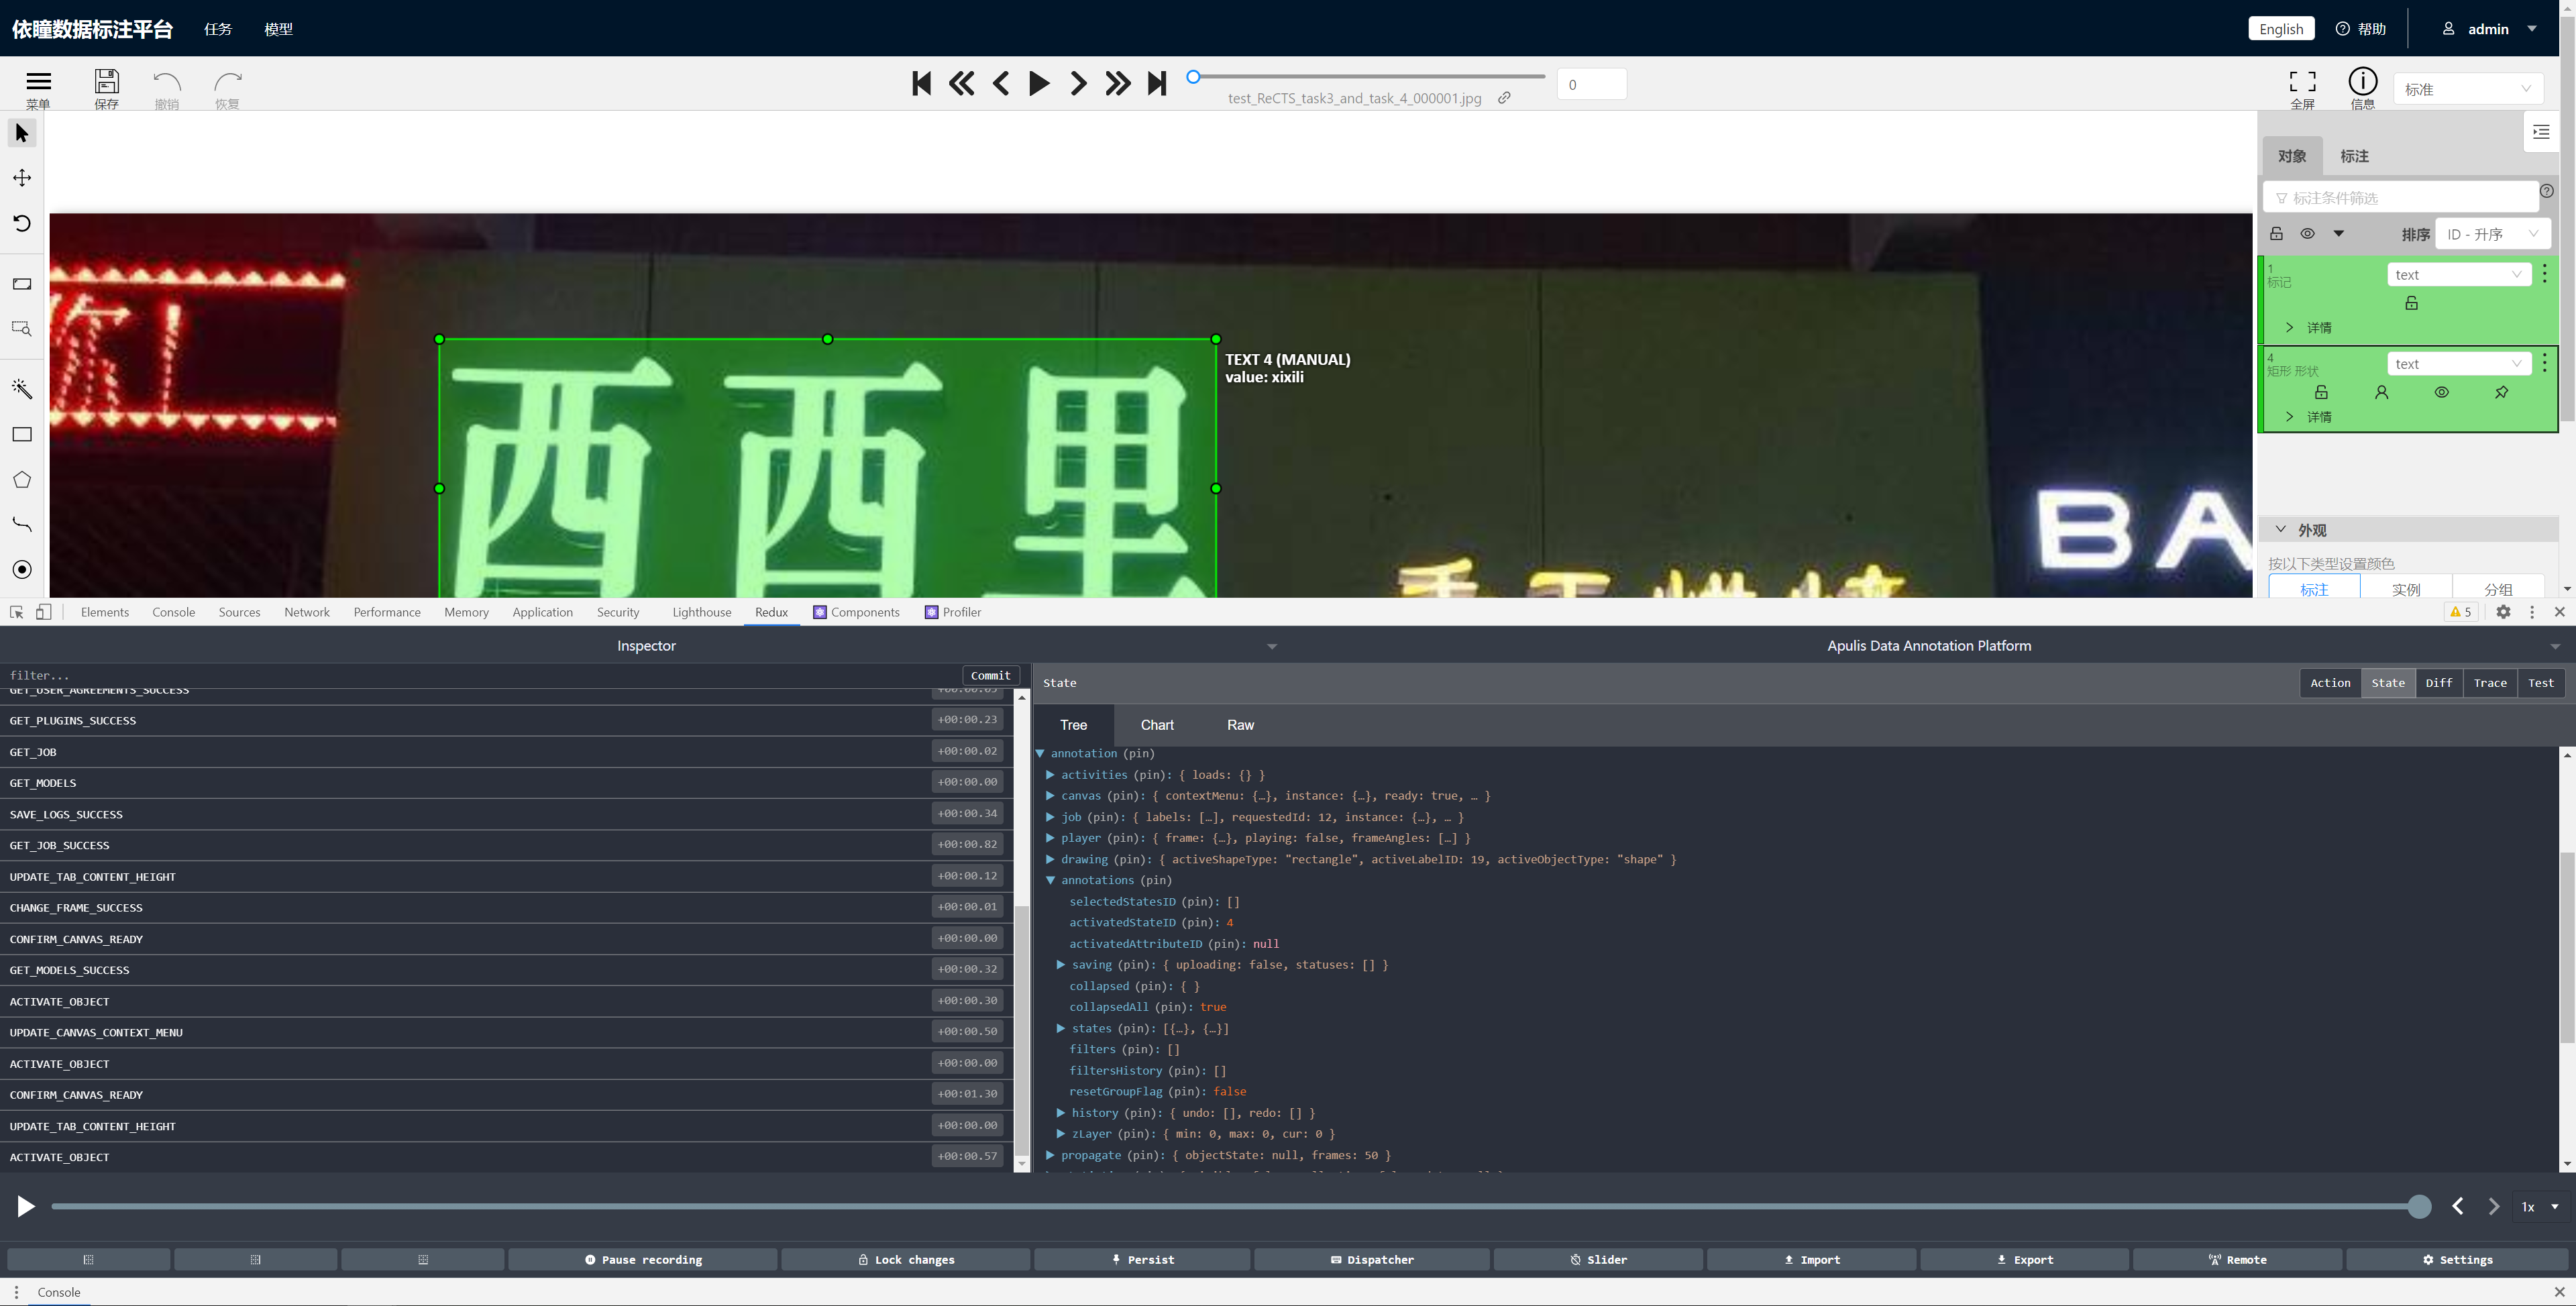 依瞳数据标注平台 任务 模型 English 帮助 admin
菜单 保存 撤销 恢复 test_ReCTS_task3_and_task_4_000001.jpg 0 全屏 信息 标准
对象 标注
标注条件筛选
排序 ID - 升序
1 text
标记
详情
4 text
矩形 形状
详情
TEXT 4 (MANUAL)
value: xixili
西西里
BA
外观
按以下类型设置颜色
标注 实例 分组
Elements Console Sources Network Performance Memory Application Security Lighthouse Redux Components Profiler 5
Inspector Apulis Data Annotation Platform
filter... Commit
State Action State Diff Trace Test
Tree Chart Raw
GET_USER_AGREEMENTS_SUCCESS +00:00.05
GET_PLUGINS_SUCCESS +00:00.23
GET_JOB +00:00.02
GET_MODELS +00:00.00
SAVE_LOGS_SUCCESS +00:00.34
GET_JOB_SUCCESS +00:00.82
UPDATE_TAB_CONTENT_HEIGHT +00:00.12
CHANGE_FRAME_SUCCESS +00:00.01
CONFIRM_CANVAS_READY +00:00.00
GET_MODELS_SUCCESS +00:00.32
ACTIVATE_OBJECT +00:00.30
UPDATE_CANVAS_CONTEXT_MENU +00:00.50
ACTIVATE_OBJECT +00:00.00
CONFIRM_CANVAS_READY +00:01.30
UPDATE_TAB_CONTENT_HEIGHT +00:00.00
ACTIVATE_OBJECT +00:00.57
annotation (pin)
activities (pin): { loads: {} }
canvas (pin): { contextMenu: {…}, instance: {…}, ready: true, … }
job (pin): { labels: […], requestedId: 12, instance: {…}, … }
player (pin): { frame: {…}, playing: false, frameAngles: […] }
drawing (pin): { activeShapeType: "rectangle", activeLabelID: 19, activeObjectType: "shape" }
annotations (pin)
selectedStatesID (pin): []
activatedStateID (pin): 4
activatedAttributeID (pin): null
saving (pin): { uploading: false, statuses: [] }
collapsed (pin): { }
collapsedAll (pin): true
states (pin): [{…}, {…}]
filters (pin): []
filtersHistory (pin): []
resetGroupFlag (pin): false
history (pin): { undo: [], redo: [] }
zLayer (pin): { min: 0, max: 0, cur: 0 }
propagate (pin): { objectState: null, frames: 50 }
1x
Pause recording Lock changes Persist Dispatcher Slider Import Export Remote Settings
Console